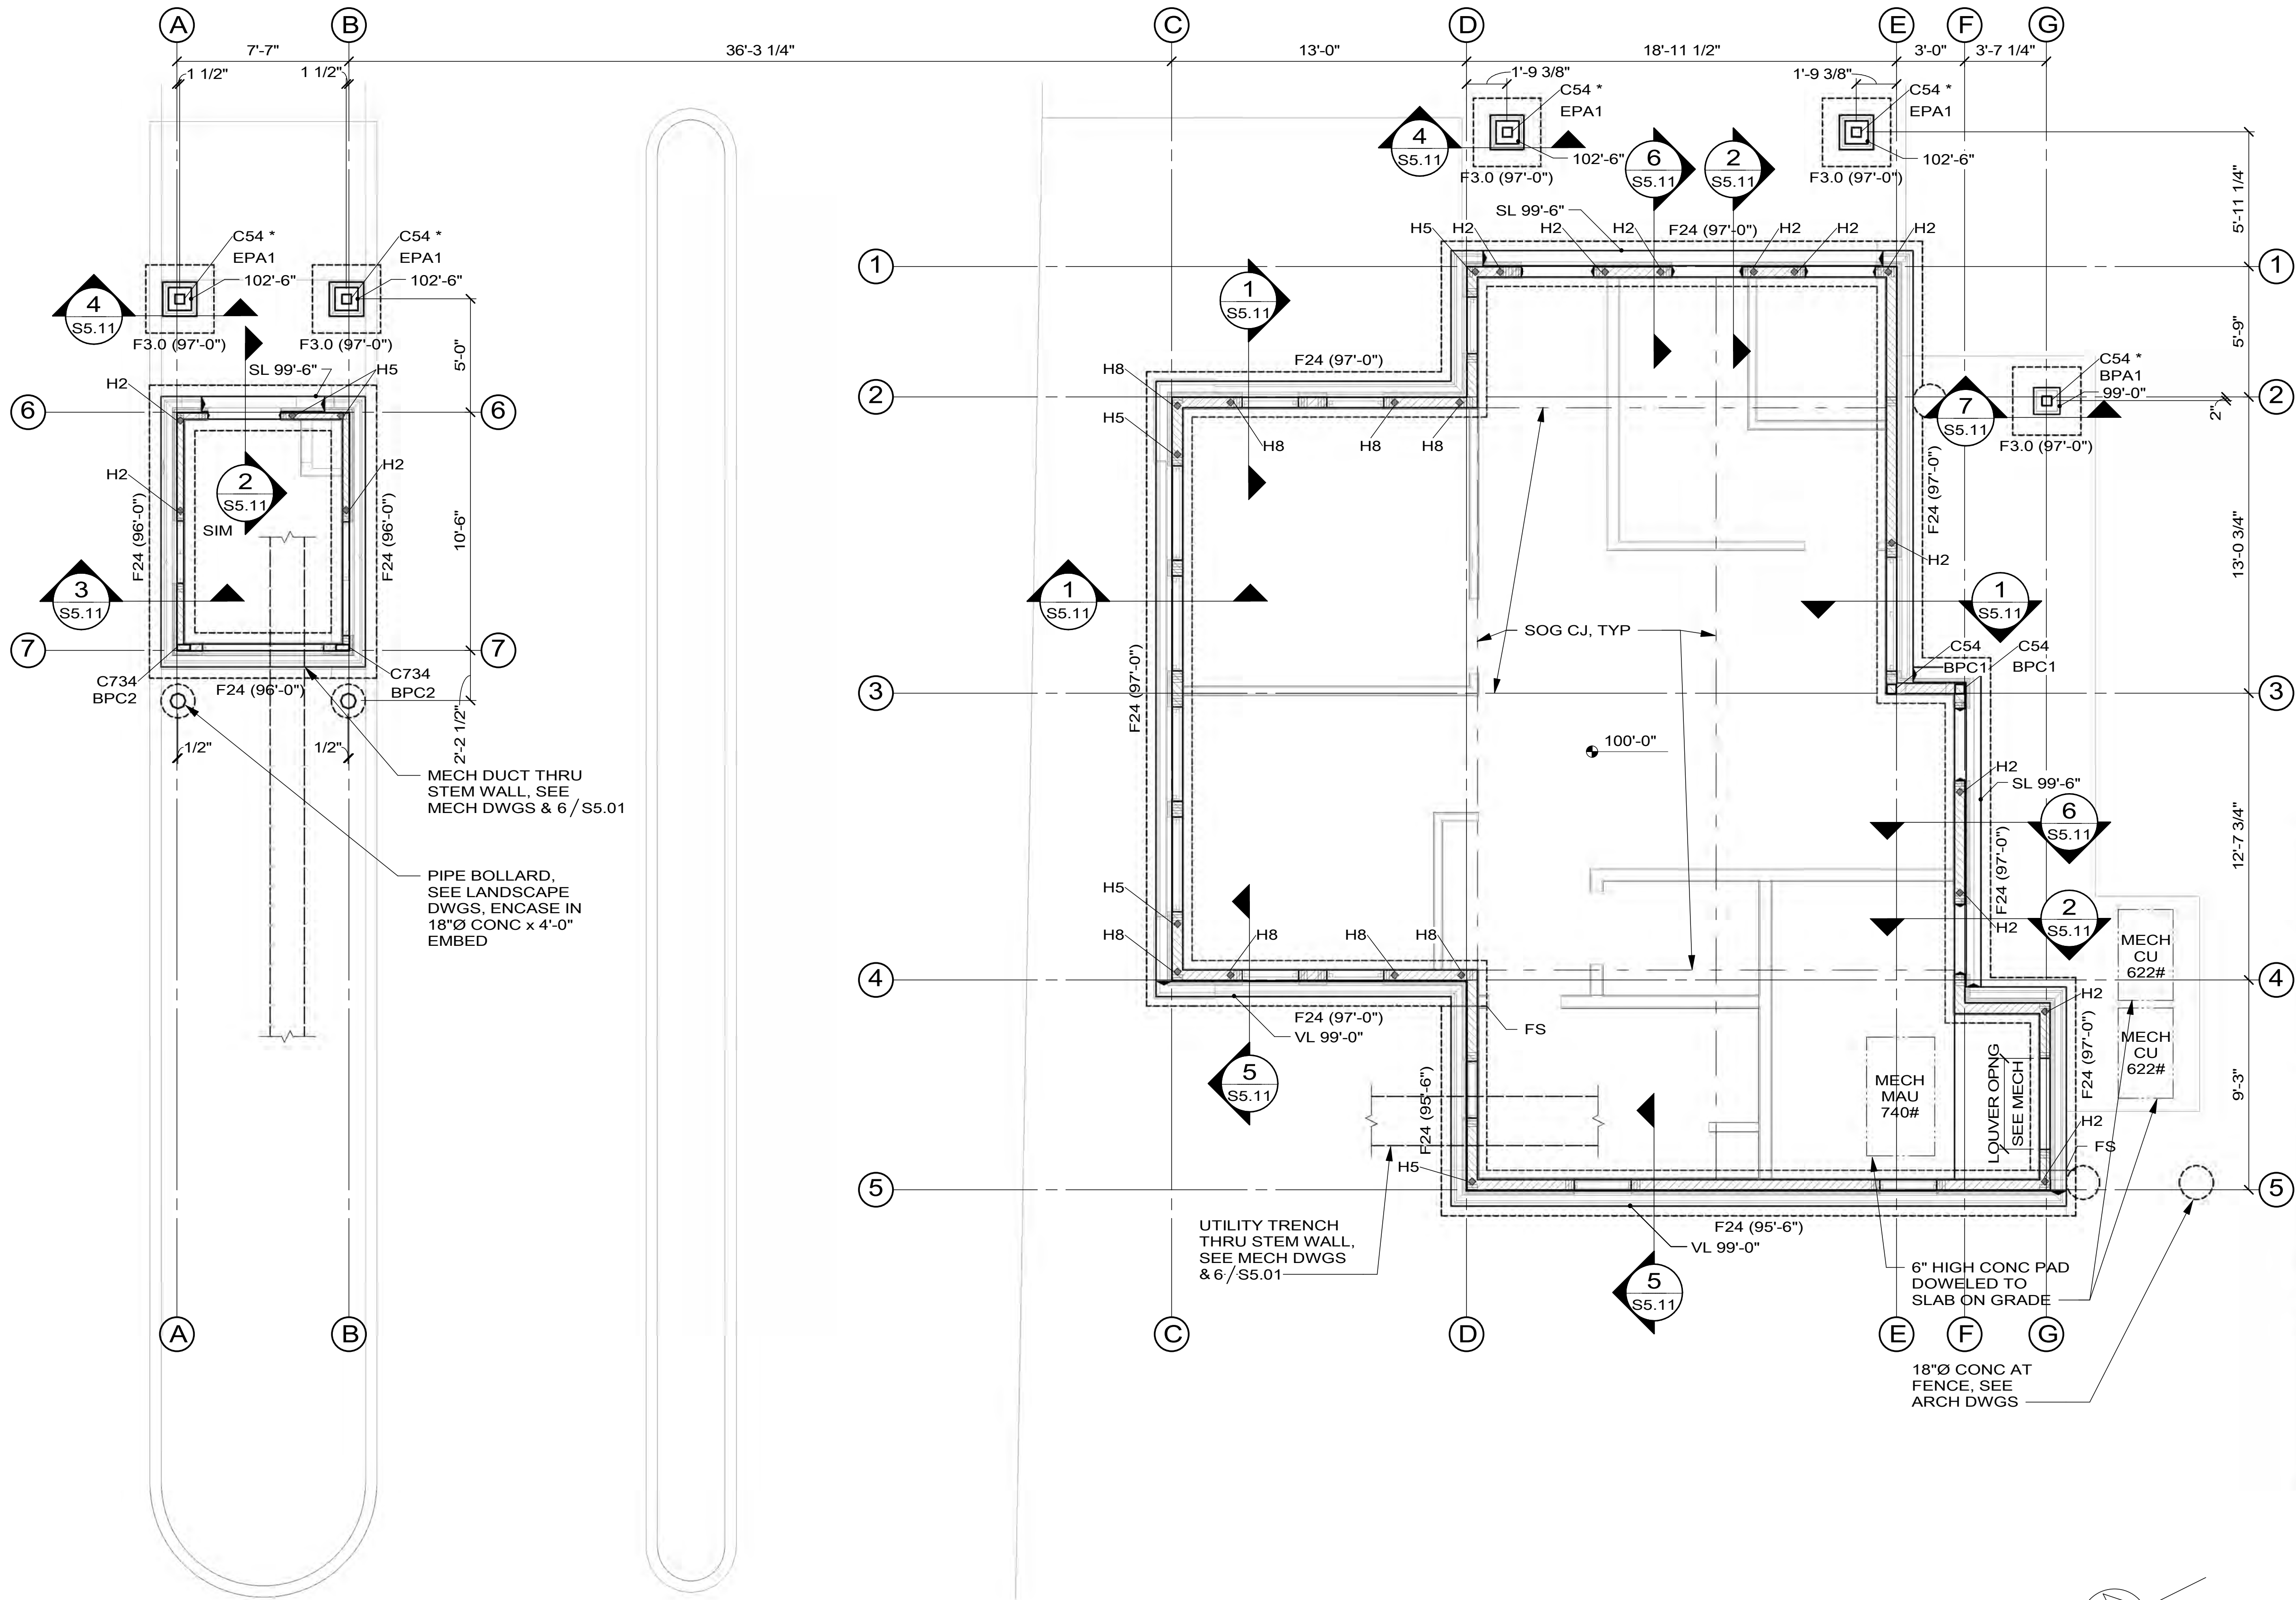 A
B
C
D
E
F
G
7'-7"
36'-3 1/4"
13'-0"
18'-11 1/2"
3'-0"
3'-7 1/4"
1 1/2"
1 1/2"
1'-9 3/8"
1'-9 3/8"
C54 *
EPA1
102'-6"
F3.0 (97'-0")
C54 *
EPA1
102'-6"
F3.0 (97'-0")
4
S5.11
6
S5.11
2
S5.11
5'-11 1/4"
SL 99'-6"
F24 (97'-0")
H5
H2
H2
H2
H2
H2
H2
C54 *
EPA1
102'-6"
F3.0 (97'-0")
C54 *
EPA1
102'-6"
F3.0 (97'-0")
4
S5.11
5'-0"
1
1
1
S5.11
5'-9"
SL 99'-6"
H5
H2
F24 (97'-0")
H8
C54 *
BPA1
99'-0"
2"
F3.0 (97'-0")
7
S5.11
6
6
2
2
H5
H8
H8
H8
H2
H2
2
S5.11
SIM
F24 (96'-0")
F24 (96'-0")
10'-6"
F24 (97'-0")
H2
13'-0 3/4"
3
S5.11
1
S5.11
1
S5.11
SOG CJ, TYP
7
7
C734
BPC2
C734
BPC2
F24 (96'-0")
2'-2 1/2"
1/2"
1/2"
C54
BPC1
C54
BPC1
3
3
F24 (97'-0")
100'-0"
MECH DUCT THRU
STEM WALL, SEE
MECH DWGS & 6 / S5.01
H2
SL 99'-6"
6
S5.11
12'-7 3/4"
F24 (97'-0")
PIPE BOLLARD,
SEE LANDSCAPE
DWGS, ENCASE IN
18"Ø CONC x 4'-0"
EMBED
H5
H8
H8
H8
H8
H2
2
S5.11
MECH
CU
622#
4
4
F24 (97'-0")
VL 99'-0"
FS
H2
F24 (97'-0")
MECH
CU
622#
5
S5.11
F24 (95'-6")
MECH
MAU
740#
LOUVER OPNG
SEE MECH
9'-3"
H2
FS
H5
5
5
F24 (95'-6")
VL 99'-0"
UTILITY TRENCH
THRU STEM WALL,
SEE MECH DWGS
& 6 / S5.01
5
S5.11
6" HIGH CONC PAD
DOWELED TO
SLAB ON GRADE
A
B
C
D
E
F
G
18"Ø CONC AT
FENCE, SEE
ARCH DWGS